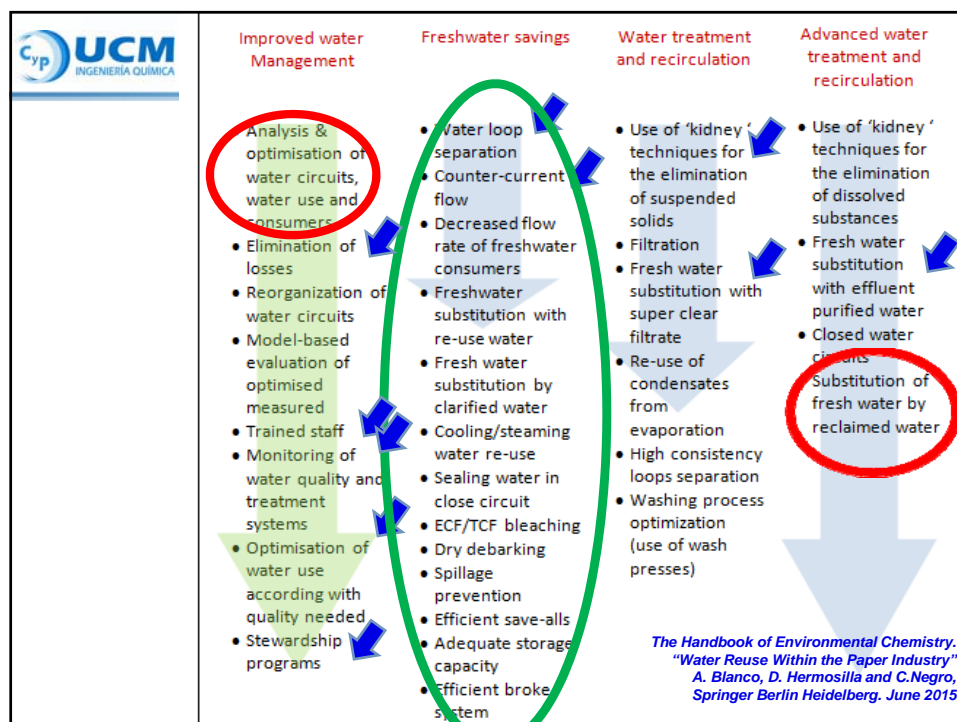 Cyp UCM
INGENIERÍA QUÍMICA
Improved water
Management
Analysis &
optimisation of
water circuits,
water use and
consumers
• Elimination of
losses
• Reorganization of
water circuits
• Model-based
evaluation of
optimised
measured
• Trained staff
• Monitoring of
water quality and
treatment
systems
• Optimisation of
water use
according with
quality needed
• Stewardship
programs
Freshwater savings
• Water loop
separation
• Counter-current
flow
• Decreased flow
rate of freshwater
consumers
• Freshwater
substitution with
re-use water
• Fresh water
substitution by
clarified water
• Cooling/steaming
water re-use
• Sealing water in
close circuit
• ECF/TCF bleaching
• Dry debarking
• Spillage
prevention
• Efficient save-alls
• Adequate storage
capacity
• Efficient broke
system
Water treatment
and recirculation
• Use of ‘kidney ‘
techniques for
the elimination
of suspended
solids
• Filtration
• Fresh water
substitution with
super clear
filtrate
• Re-use of
condensates
from
evaporation
• High consistency
loops separation
• Washing process
optimization
(use of wash
presses)
Advanced water
treatment and
recirculation
• Use of ‘kidney ‘
techniques for
the elimination
of dissolved
substances
• Fresh water
substitution
with effluent
purified water
• Closed water
circuits
Substitution of
fresh water by
reclaimed water
The Handbook of Environmental Chemistry.
“Water Reuse Within the Paper Industry”
A. Blanco, D. Hermosilla and C.Negro,
Springer Berlin Heidelberg. June 2015